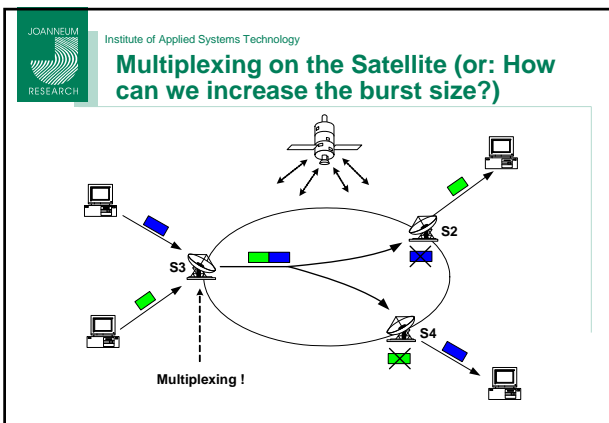 JOANNEUM
RESEARCH
Institute of Applied Systems Technology
Multiplexing on the Satellite (or: How
can we increase the burst size?)
S2
S3
S4
Multiplexing !